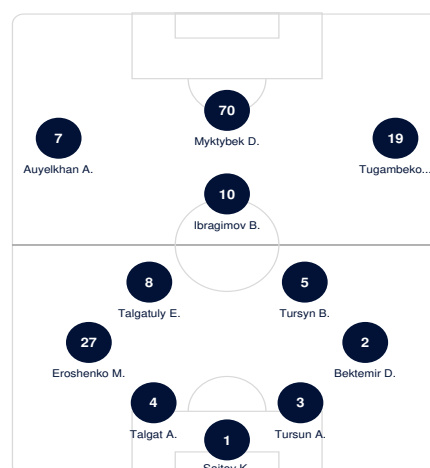 70
Myktybek D.
7
Auyelkhan A.
19
Tugambeko...
10
Ibragimov B.
8
Talgatuly E.
5
Tursyn B.
27
Eroshenko M.
2
Bektemir D.
4
Talgat A.
3
Tursun A.
1